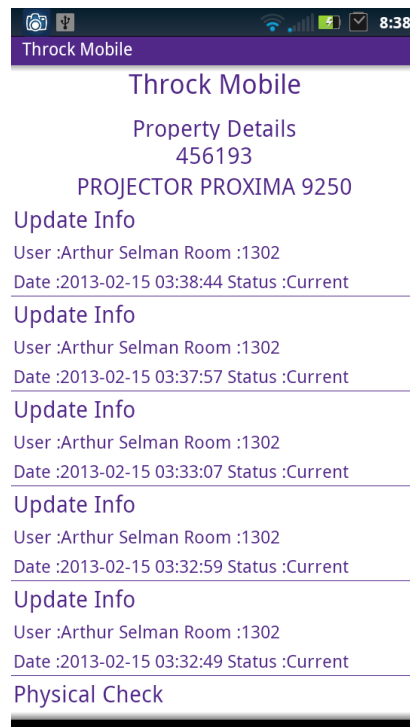 8:38
Throck Mobile
Throck Mobile
Property Details
456193
PROJECTOR PROXIMA 9250
Update Info
User :Arthur Selman Room :1302
Date :2013-02-15 03:38:44 Status :Current
Update Info
User :Arthur Selman Room :1302
Date :2013-02-15 03:37:57 Status :Current
Update Info
User :Arthur Selman Room :1302
Date :2013-02-15 03:33:07 Status :Current
Update Info
User :Arthur Selman Room :1302
Date :2013-02-15 03:32:59 Status :Current
Update Info
User :Arthur Selman Room :1302
Date :2013-02-15 03:32:49 Status :Current
Physical Check